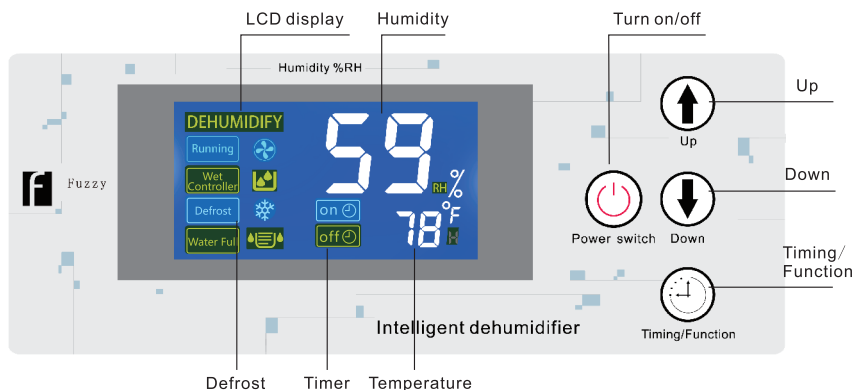 LCD display
Humidity
Turn on/off
Humidity %RH
DEHUMIDIFY
59
RH %
Running
Wet
Controller
Defrost
Water Full
on
off
78 °F
H
Fuzzy
Up
Up
Power switch
Down
Down
Timing/
Function
Timing/Function
Intelligent dehumidifier
Defrost
Timer
Temperature